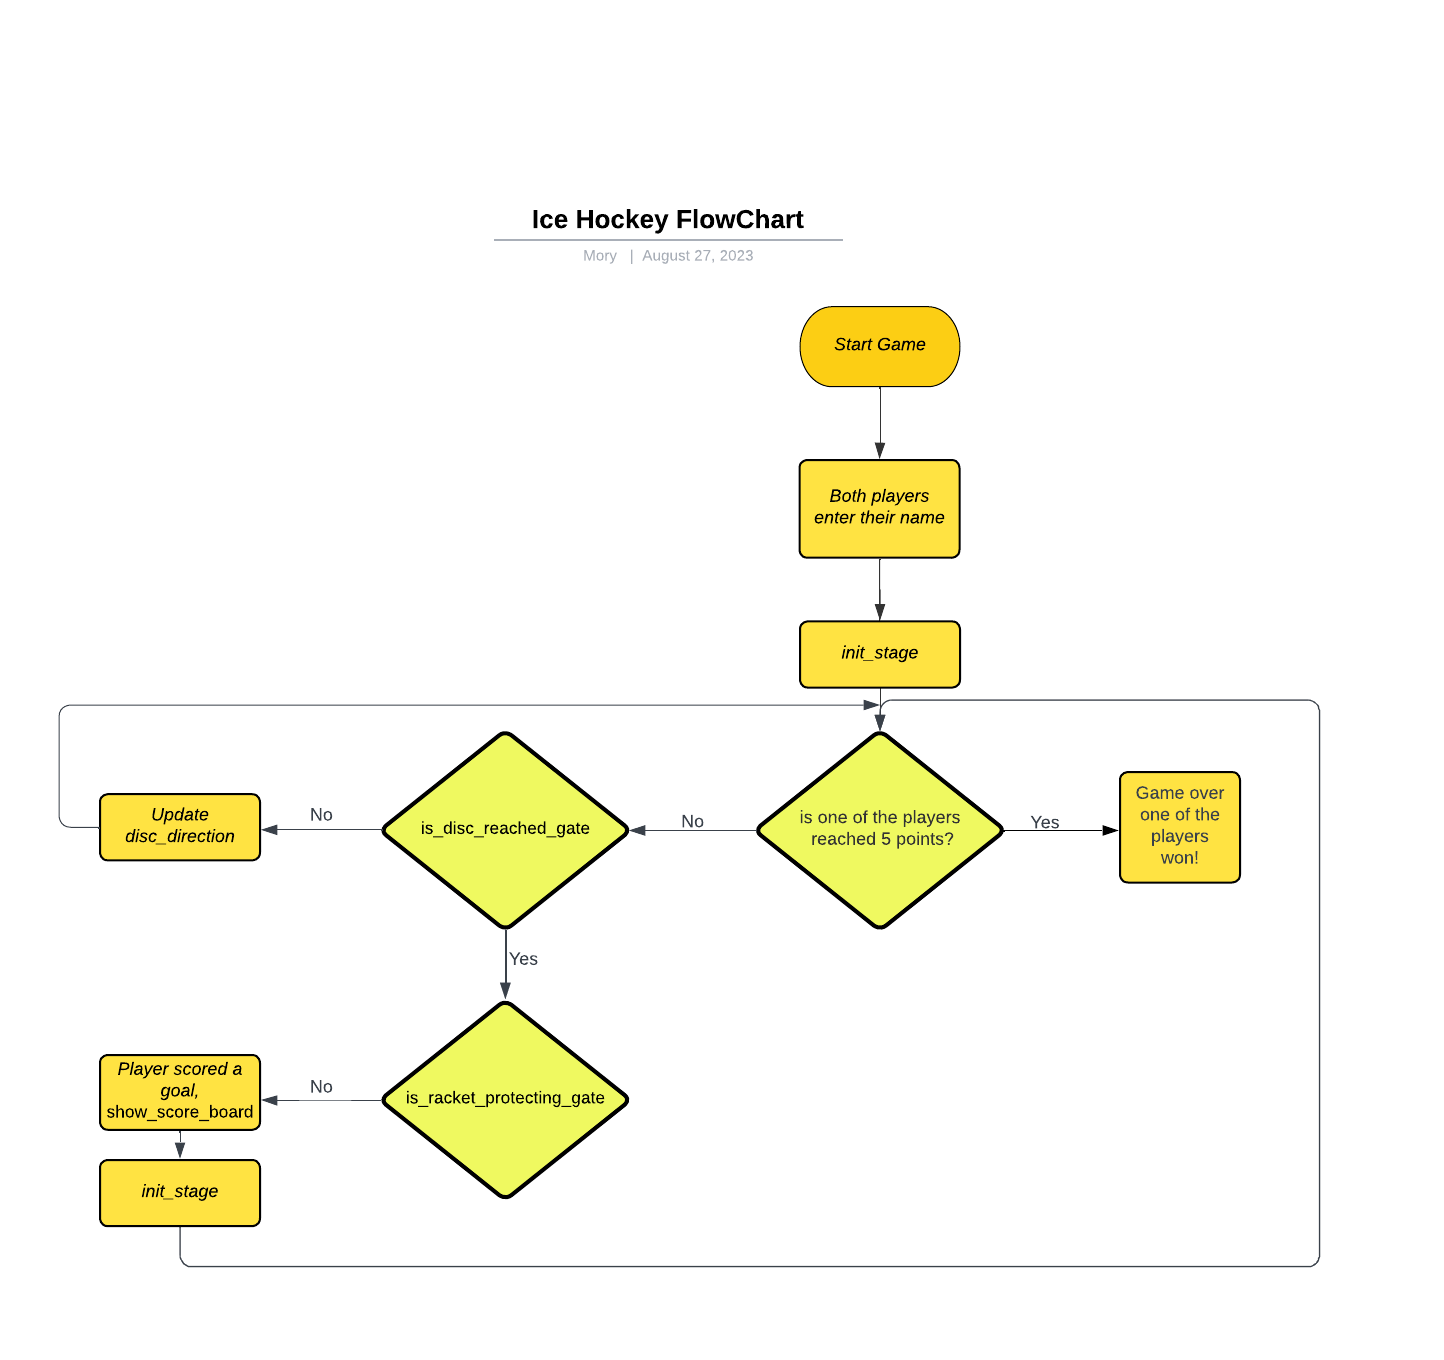 Ice Hockey FlowChart
Mory | August 27, 2023
Start Game
Both players
enter their name
init_stage
is one of the players
reached 5 points?
Yes
Game over
one of the
players
won!
No
is_disc_reached_gate
No
Update
disc_direction
Yes
is_racket_protecting_gate
No
Player scored a
goal,
show_score_board
init_stage